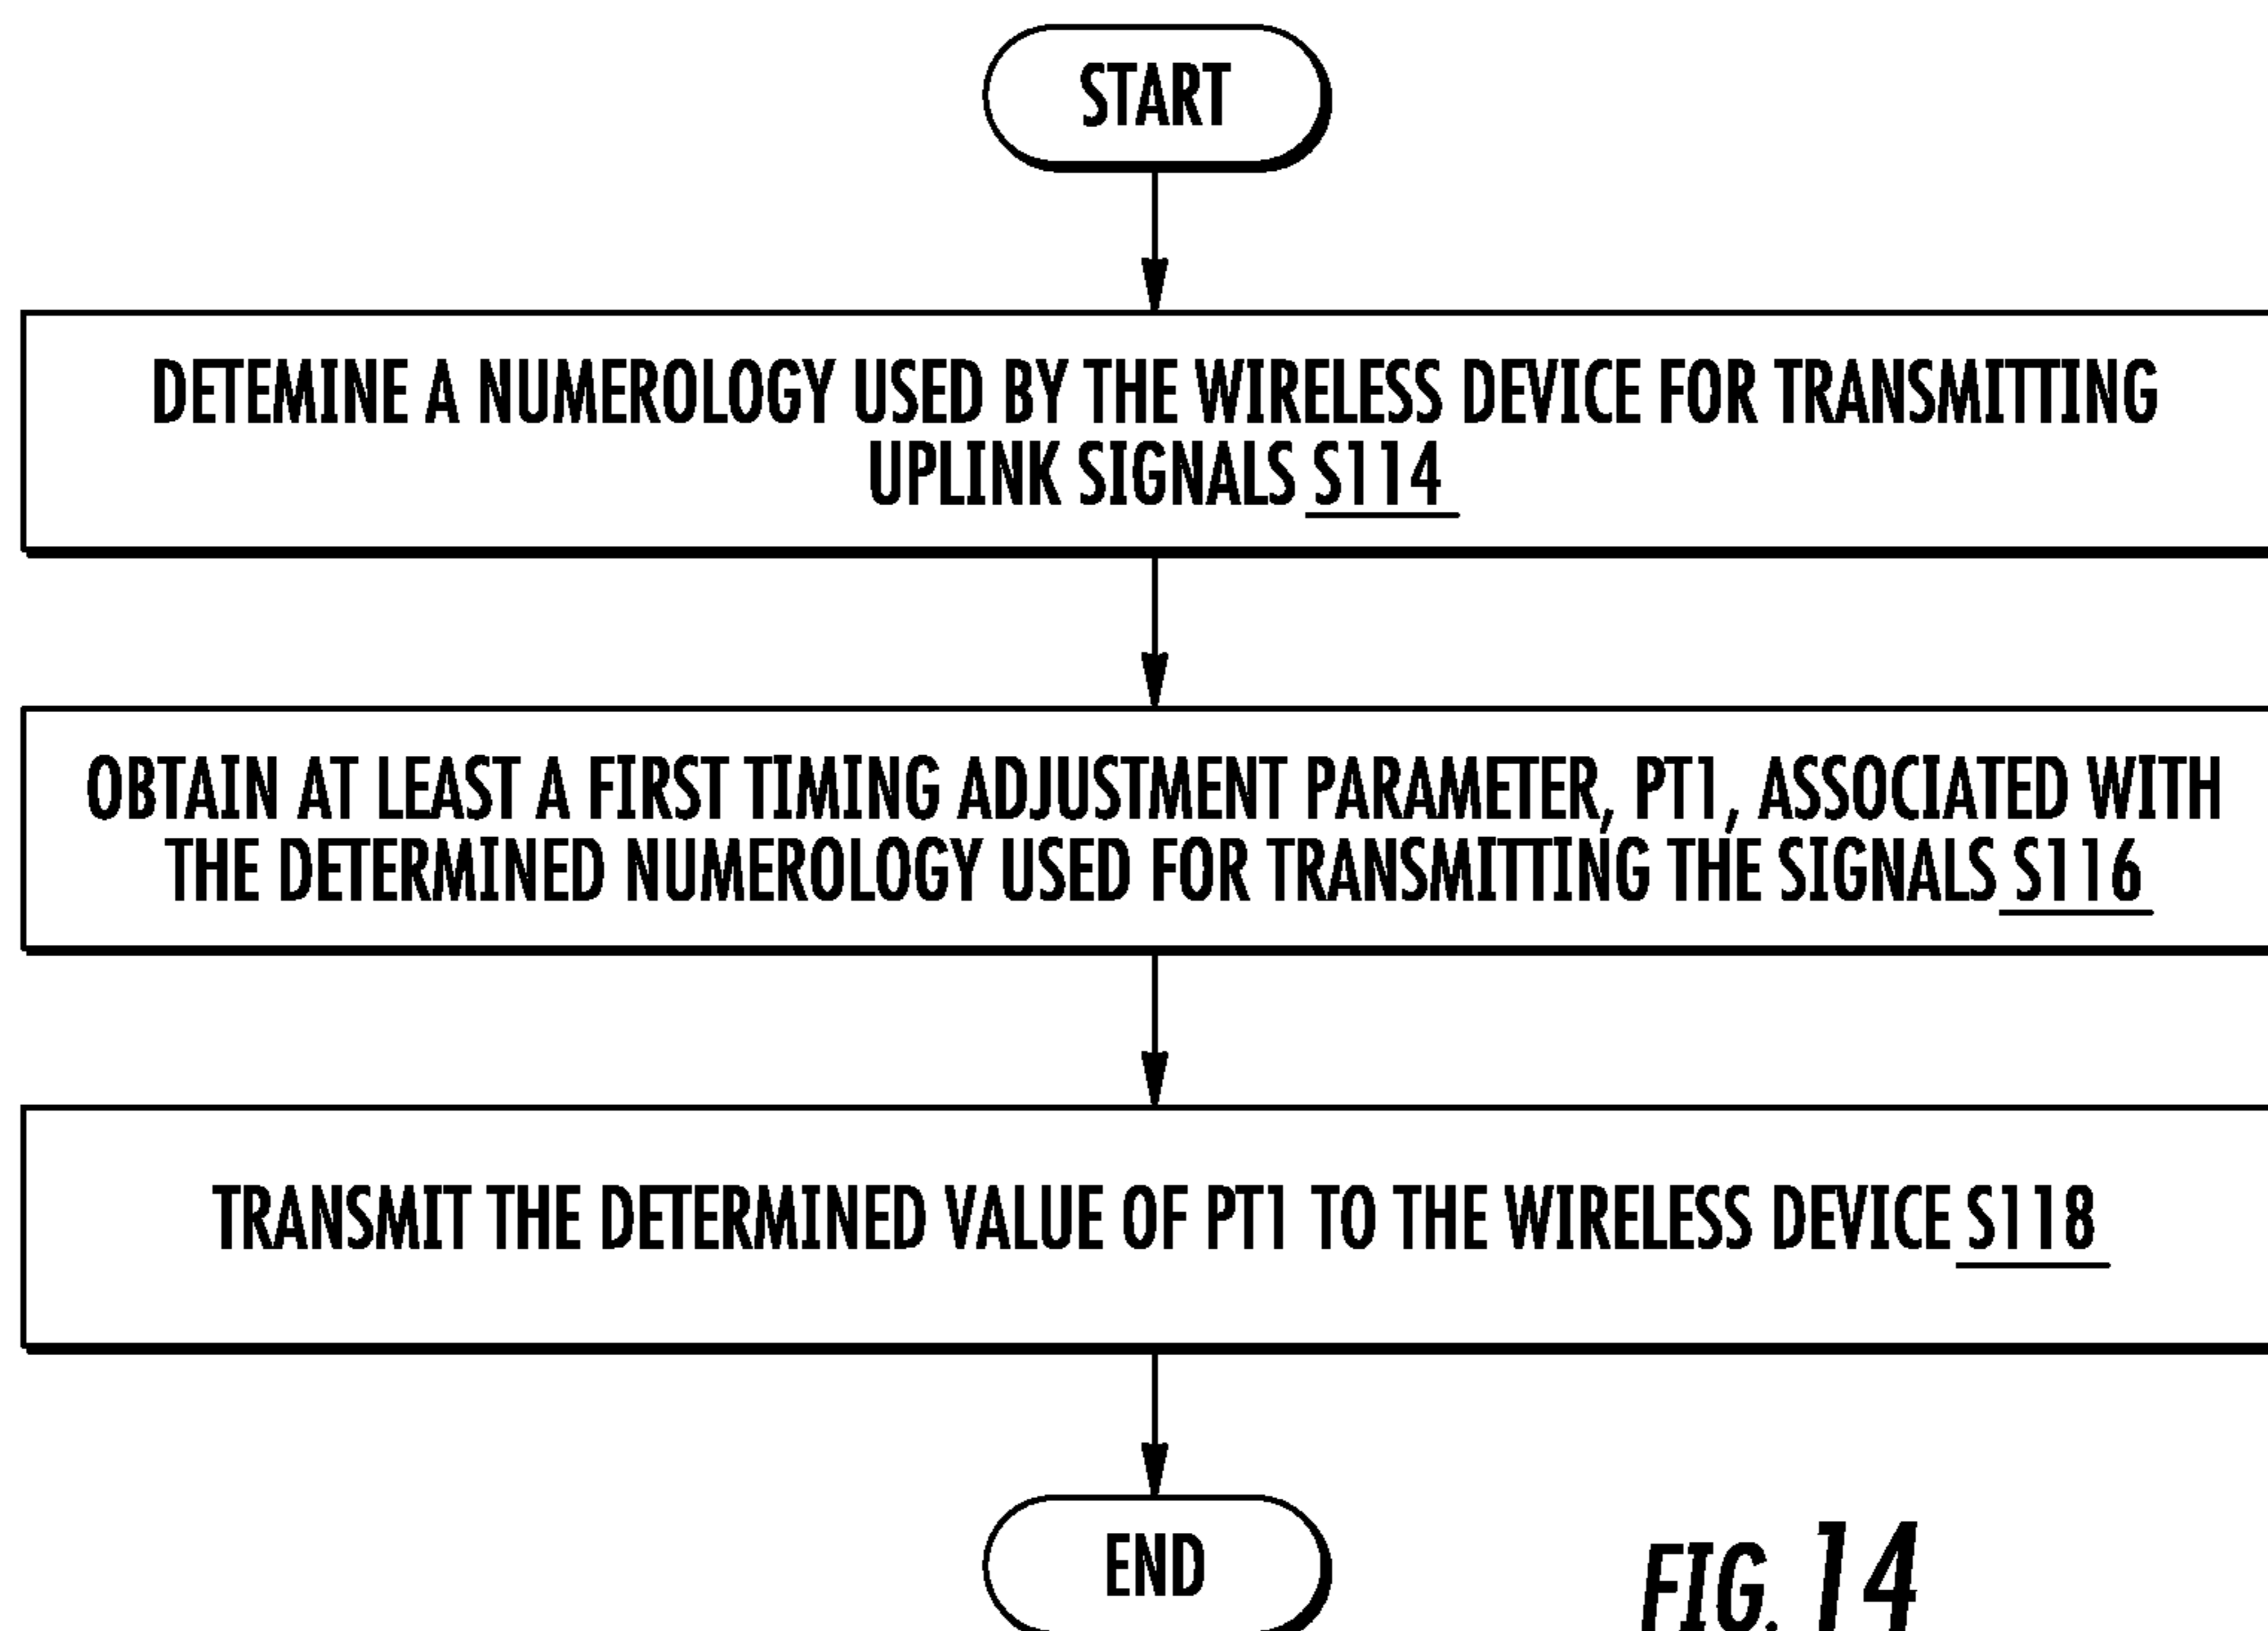 START
DETEMINE A NUMEROLOGY USED BY THE WIRELESS DEVICE FOR TRANSMITTING
UPLINK SIGNALS S114
OBTAIN AT LEAST A FIRST TIMING ADJUSTMENT PARAMETER, PT1, ASSOCIATED WITH
THE DETERMINED NUMEROLOGY USED FOR TRANSMITTING THE SIGNALS S116
TRANSMIT THE DETERMINED VALUE OF PT1 TO THE WIRELESS DEVICE S118
END
FIG. 14